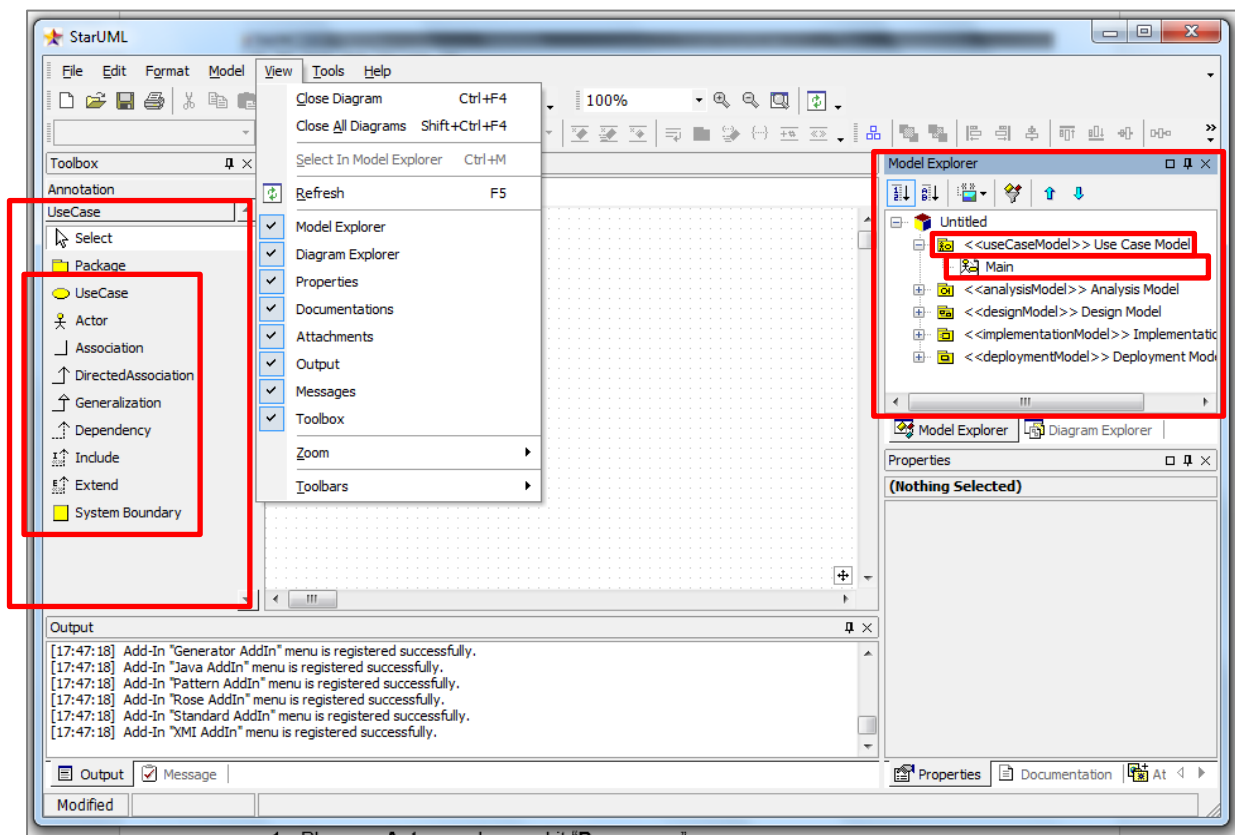 StarUML
File Edit Format Model View Tools Help
100%
Close Diagram Ctrl+F4
Close All Diagrams Shift+Ctrl+F4
Select In Model Explorer Ctrl+M
Refresh F5
Model Explorer
Diagram Explorer
Properties
Documentations
Attachments
Output
Messages
Toolbox
Zoom
Toolbars
Toolbox
Annotation
UseCase
Select
Package
UseCase
Actor
Association
DirectedAssociation
Generalization
Dependency
Include
Extend
System Boundary
Model Explorer
Untitled
<<useCaseModel>> Use Case Model
Main
<<analysisModel>> Analysis Model
<<designModel>> Design Model
<<implementationModel>> Implementatic
<<deploymentModel>> Deployment Mode
Model Explorer Diagram Explorer
Properties
(Nothing Selected)
Output
[17:47:18] Add-In "Generator AddIn" menu is registered successfully.
[17:47:18] Add-In "Java AddIn" menu is registered successfully.
[17:47:18] Add-In "Pattern AddIn" menu is registered successfully.
[17:47:18] Add-In "Rose AddIn" menu is registered successfully.
[17:47:18] Add-In "Standard AddIn" menu is registered successfully.
[17:47:18] Add-In "XMI AddIn" menu is registered successfully.
Output Message
Properties Documentation At
Modified